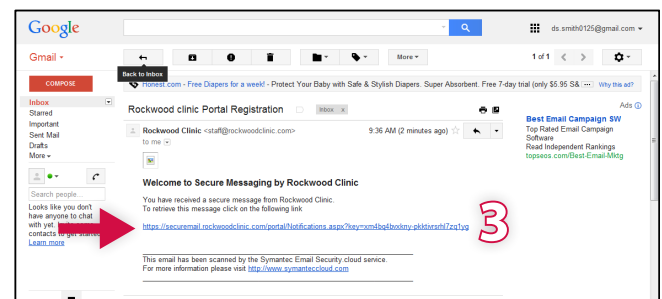 Google
ds.smith0125@gmail.com
Gmail
More
1 of 1
COMPOSE
Back to Inbox
Honest.com - Free Diapers for a week! - Protect Your Baby with Safe & Stylish Diapers. Super Absorbent. Free 7-day trial (only $5.95 S& ... Why this ad?
Inbox
Starred
Important
Sent Mail
Drafts
More
Rockwood clinic Portal Registration Inbox x
Ads
Rockwood Clinic <staff@rockwoodclinic.com> 9:36 AM (2 minutes ago)
to me
Best Email Campaign SW
Top Rated Email Campaign
Software
Read Independent Rankings
topseos.com/Best-Email-Mktg
Search people...
Looks like you don't
have anyone to chat
with yet.
contacts to get started
Learn more
Welcome to Secure Messaging by Rockwood Clinic
You have received a secure message from Rockwood Clinic.
To retrieve this message click on the following link
https://securemail.rockwoodclinic.com/portal/Notifications.aspx?key=xm4bq4bwxkny-pkktivrsrhl7zq1yg
3
This email has been scanned by the Symantec Email Security.cloud service.
For more information please visit http://www.symanteccloud.com